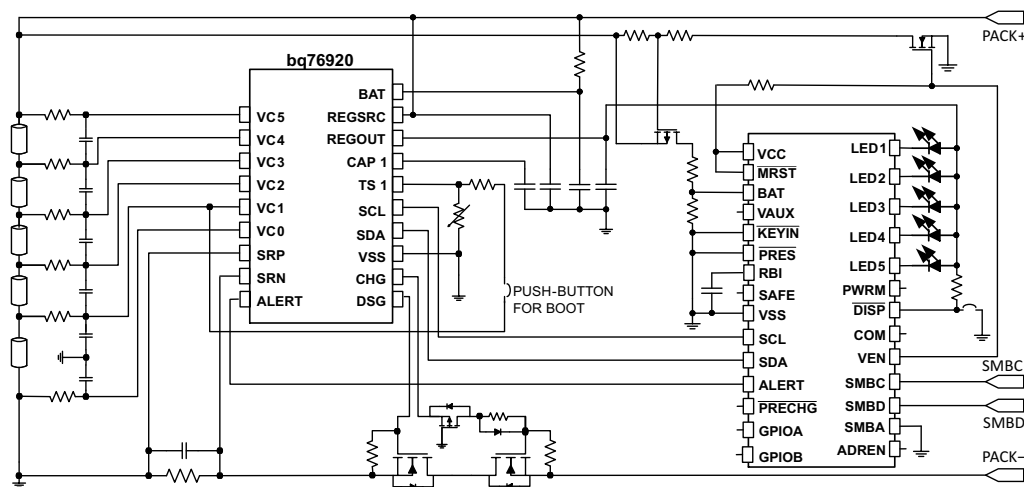 PACK+
bq76920
VC5
VC4
VC3
VC2
VC1
VC0
SRP
SRN
ALERT
BAT
REGSRC
REGOUT
CAP 1
TS 1
SCL
SDA
VSS
CHG
DSG
PUSH-BUTTON
FOR BOOT
VCC
MRST
BAT
VAUX
KEYIN
PRES
RBI
SAFE
VSS
SCL
SDA
ALERT
PRECHG
GPIOA
GPIOB
LED1
LED2
LED3
LED4
LED5
PWRM
DISP
COM
VEN
SMBC
SMBD
SMBA
ADREN
SMBC
SMBD
PACK–